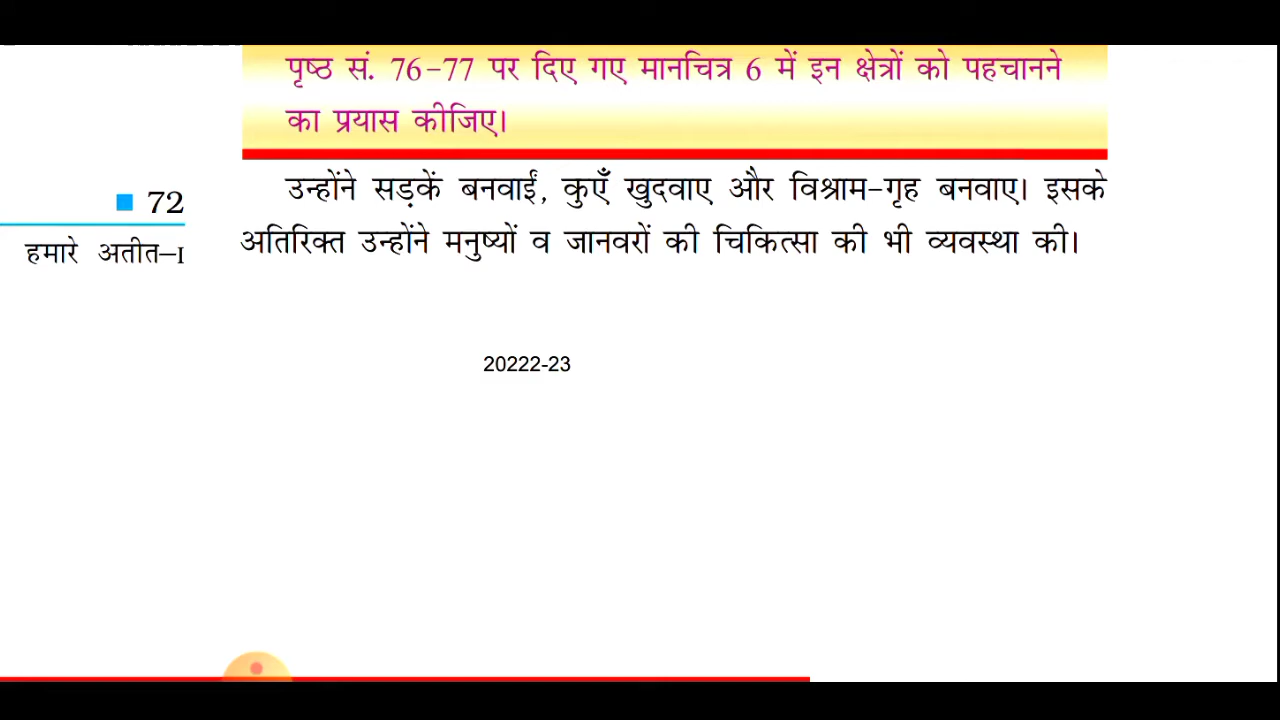 पृष्ठ सं. 76-77 पर दिए गए मानचित्र 6 में इन क्षेत्रों को पहचानने
का प्रयास कीजिए।
उन्होंने सड़कें बनवाईं, कुएँ खुदवाए और विश्राम-गृह बनवाए। इसके
अतिरिक्त उन्होंने मनुष्यों व जानवरों की चिकित्सा की भी व्यवस्था की।
72
हमारे अतीत–I
20222-23